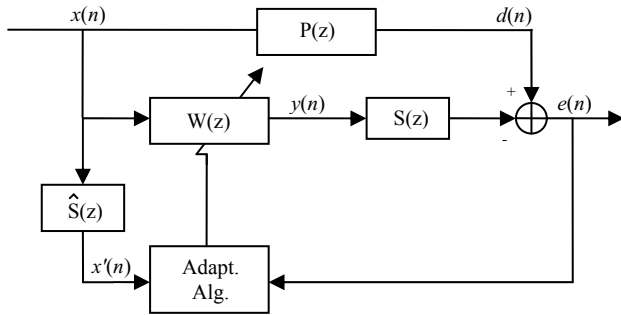 x(n)
P(z)
d(n)
+
e(n)
W(z)
y(n)
S(z)
-
Ŝ(z)
x'(n)
Adapt.
Alg.